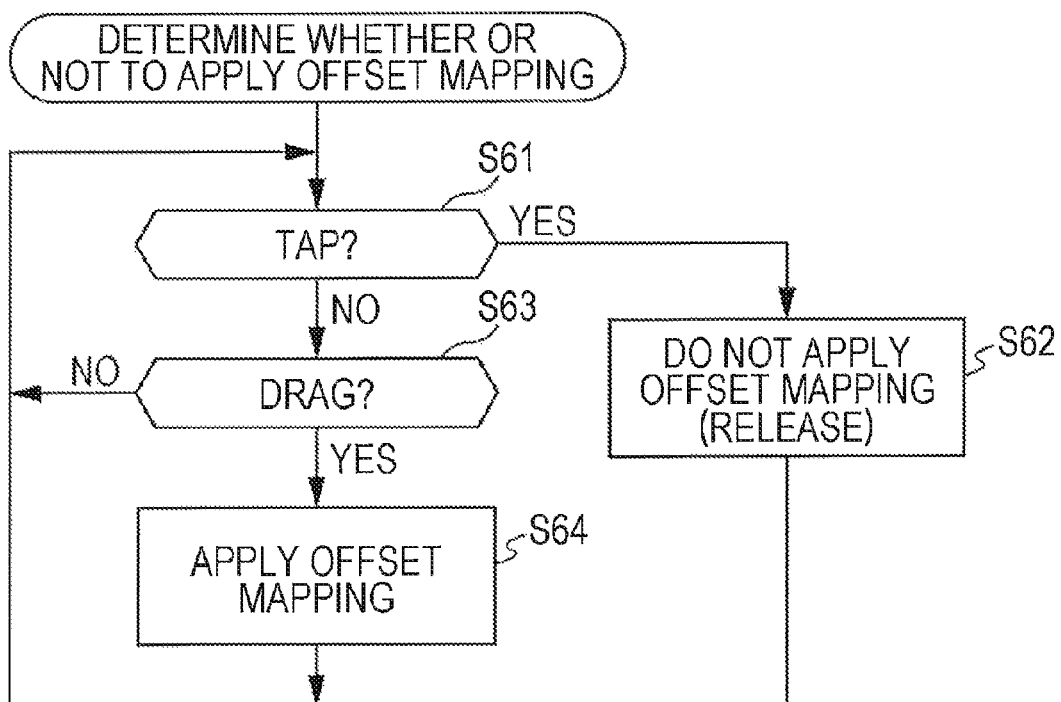 DETERMINE WHETHER OR
NOT TO APPLY OFFSET MAPPING
S61
TAP?
YES
NO
S63
NO
DRAG?
S62
DO NOT APPLY
OFFSET MAPPING
(RELEASE)
YES
S64
APPLY OFFSET
MAPPING